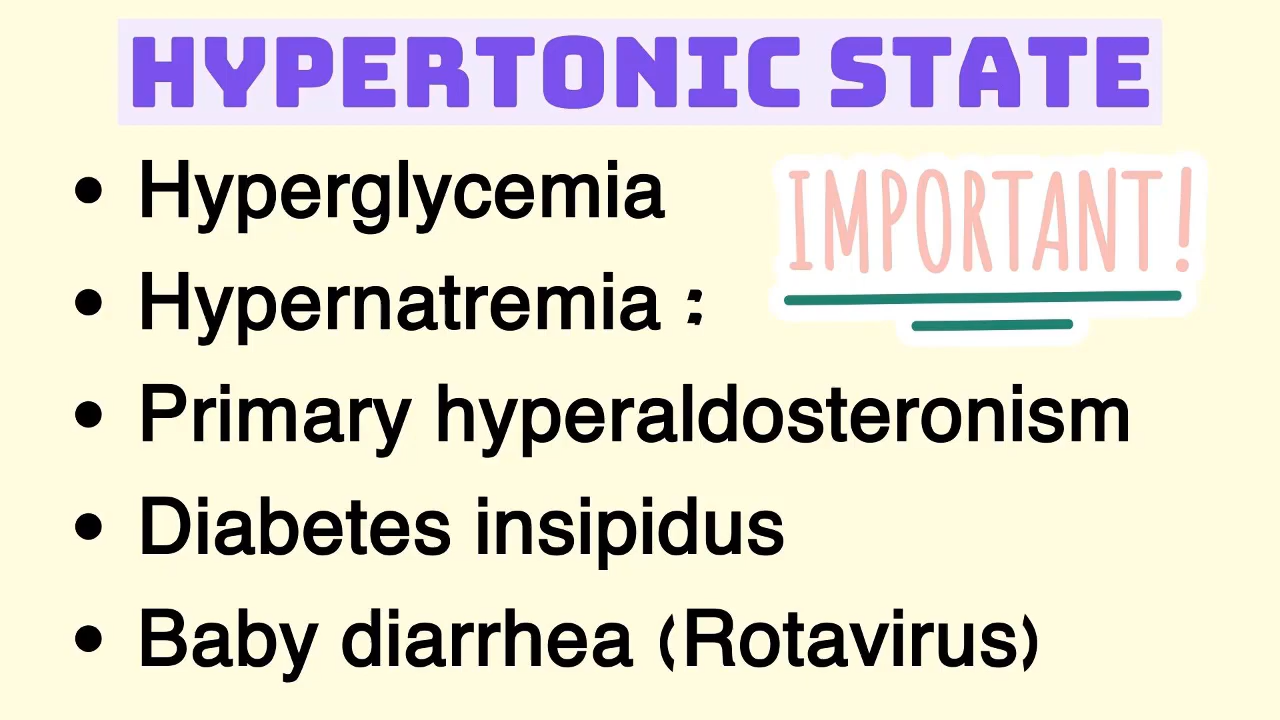 HYPERTONIC STATE
• Hyperglycemia
IMPORTANT!
• Hypernatremia :
• Primary hyperaldosteronism
• Diabetes insipidus
• Baby diarrhea (Rotavirus)